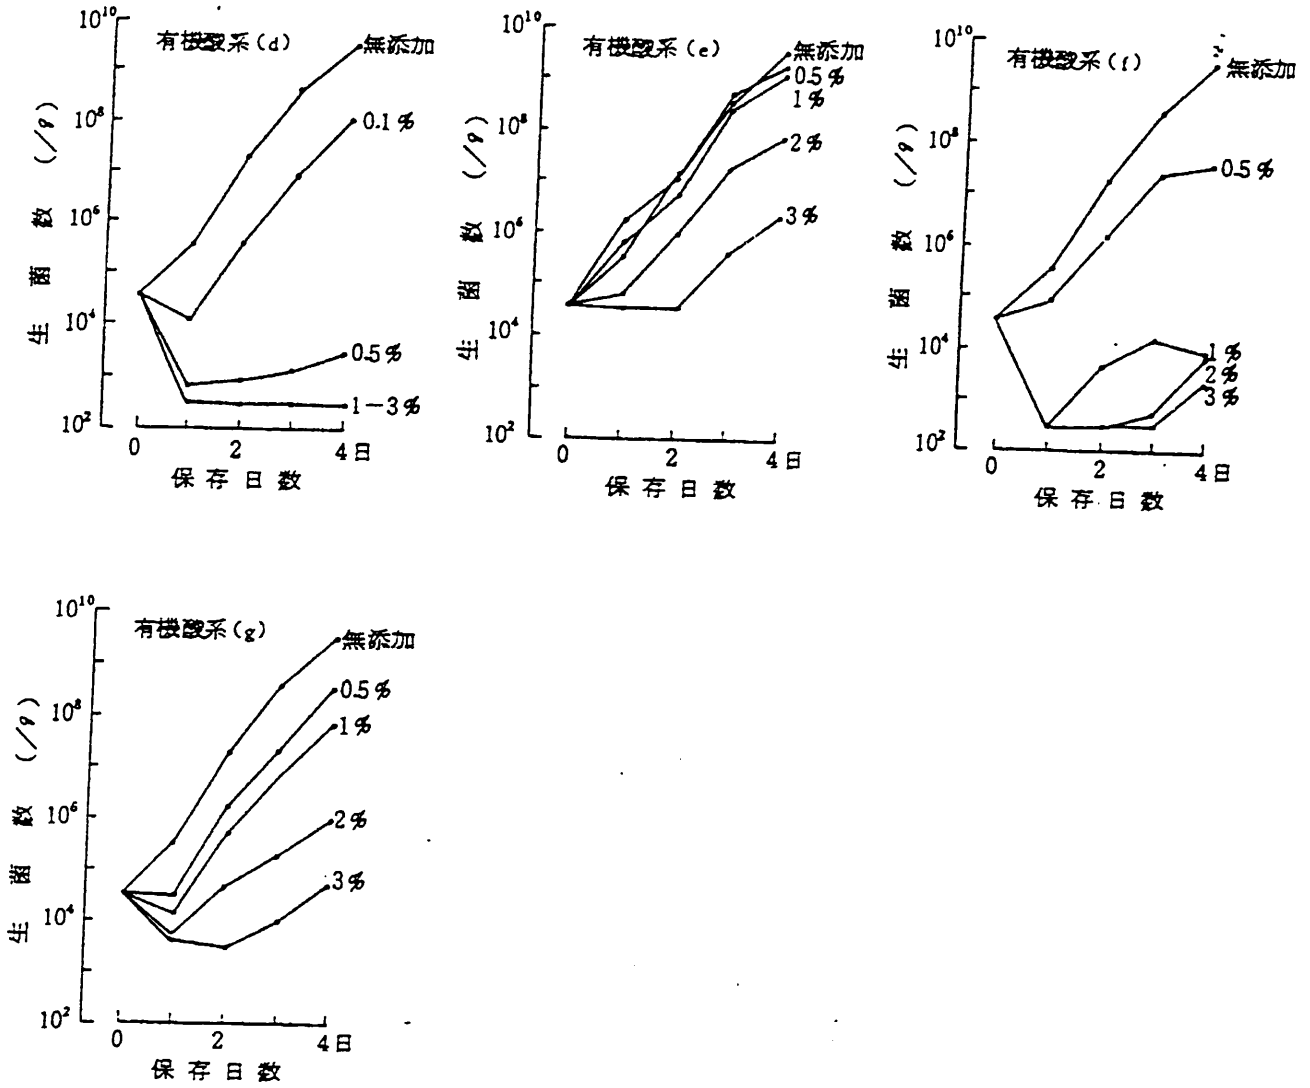 有機酸系(d)
10¹⁰
10⁸
10⁶
10⁴
10²
生菌数 (/g)
無添加
0.1%
0.5%
1-3%
0 2 4日
保存日数
有機酸系(e)
10¹⁰
10⁸
10⁶
10⁴
10²
生菌数 (/g)
無添加
0.5%
1%
2%
3%
0 2 4日
保存日数
有機酸系(f)
10¹⁰
10⁸
10⁶
10⁴
10²
生菌数 (/g)
無添加
0.5%
1%
2%
3%
0 2 4日
保存日数
有機酸系(g)
10¹⁰
10⁸
10⁶
10⁴
10²
生菌数 (/g)
無添加
0.5%
1%
2%
3%
0 2 4日
保存日数